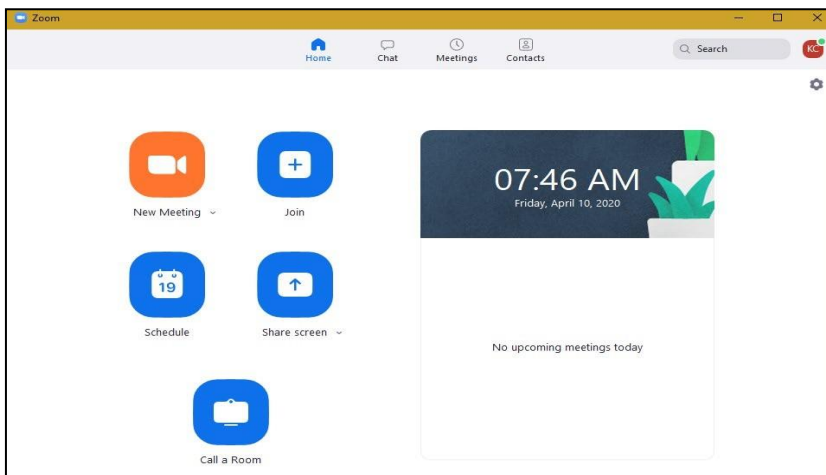 Zoom
Home
Chat
Meetings
Contacts
Search
KC
New Meeting
Join
19
Schedule
Share screen
Call a Room
07:46 AM
Friday, April 10, 2020
No upcoming meetings today